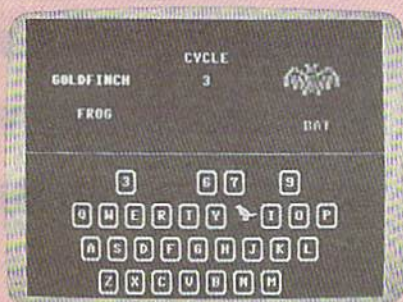 CYCLE
GOLDFINCH 3
FROG BAT
3 6 7 9
Q W E R T Y I O P
A S D F G H J K L
Z X C V B N M